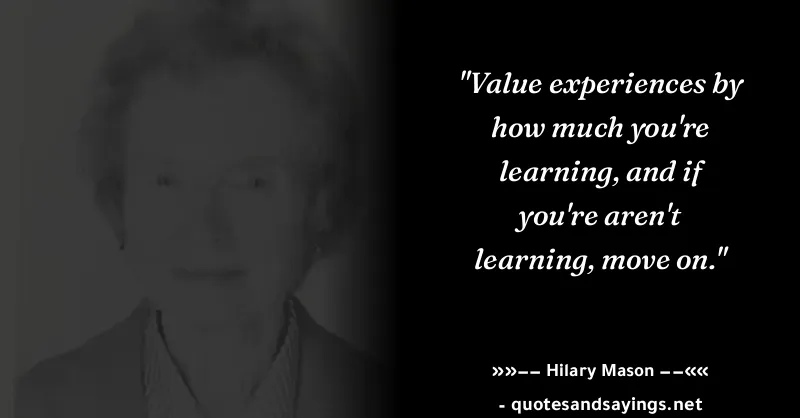 "Value experiences by
how much you're
learning, and if
you're aren't
learning, move on."
»»−− Hilary Mason −−««
- quotesandsayings.net